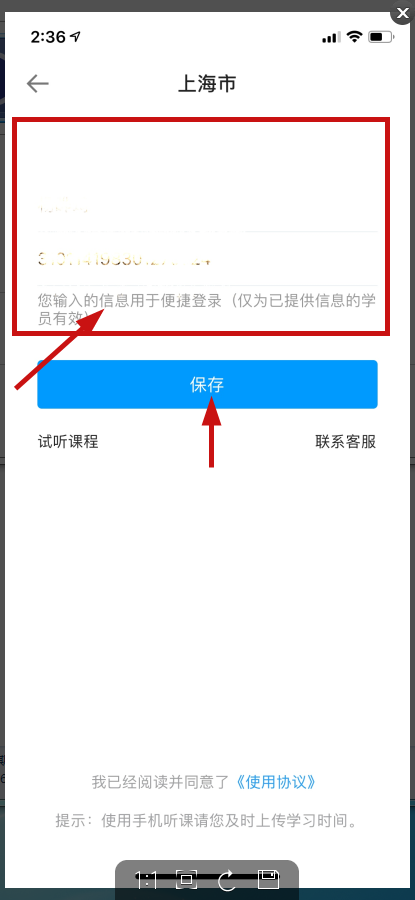 2:36
上海市
您输入的信息用于便捷登录（仅为已提供信息的学
员有效）
保存
试听课程
联系客服
我已经阅读并同意了《使用协议》
提示：使用手机听课请您及时上传学习时间。
1:1